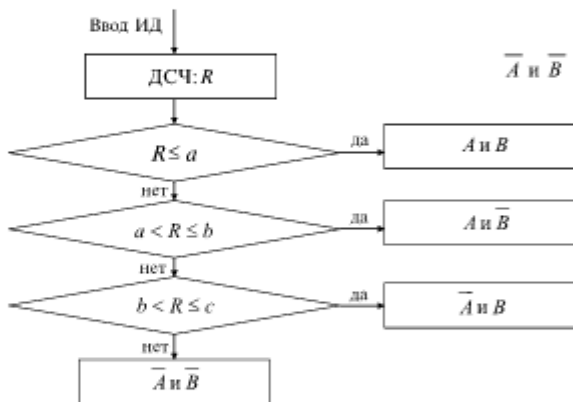 Ввод ИД
ДСЧ: R
A̅ и B̅
R ≤ a
да
A и B
нет
a < R ≤ b
да
A и B̅
нет
b < R ≤ c
да
A̅ и B
нет
A̅ и B̅